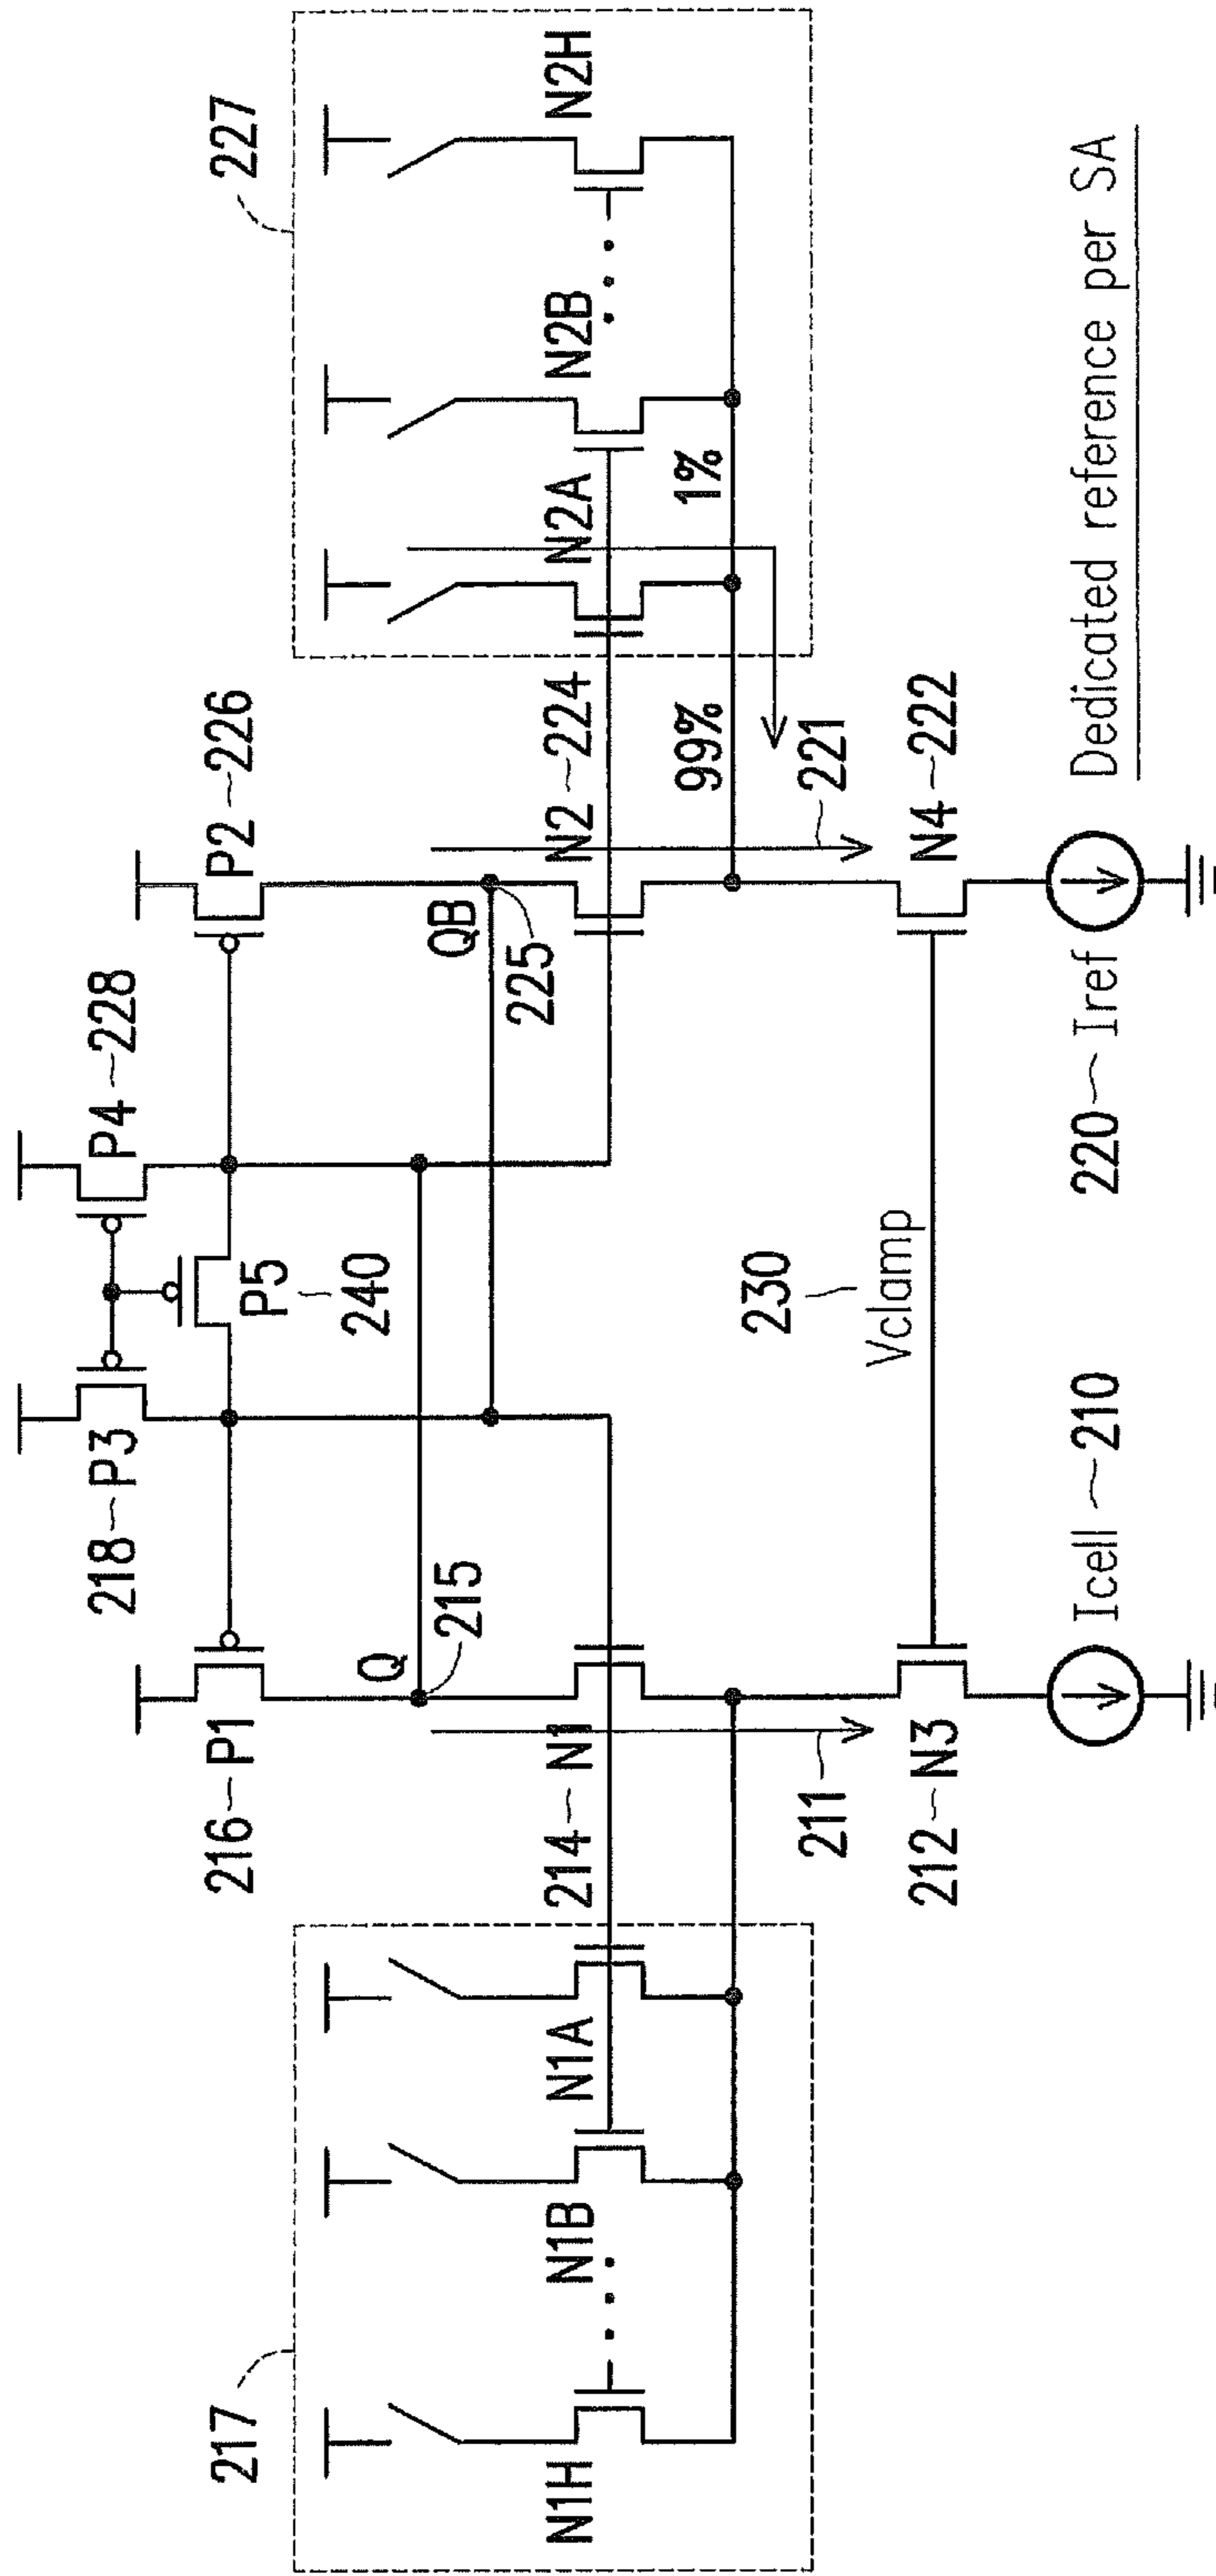 218~P3
P4~228
216~P1
P5
P2~226
217
240
227
Q
QB
215
225
N1H
N1B
N1A
214~N1
N2~224
N2A
N2B
N2H
99%
1%
211
230
221
Vclamp
212~N3
N4~222
Icell~210
220~Iref
Dedicated reference per SA